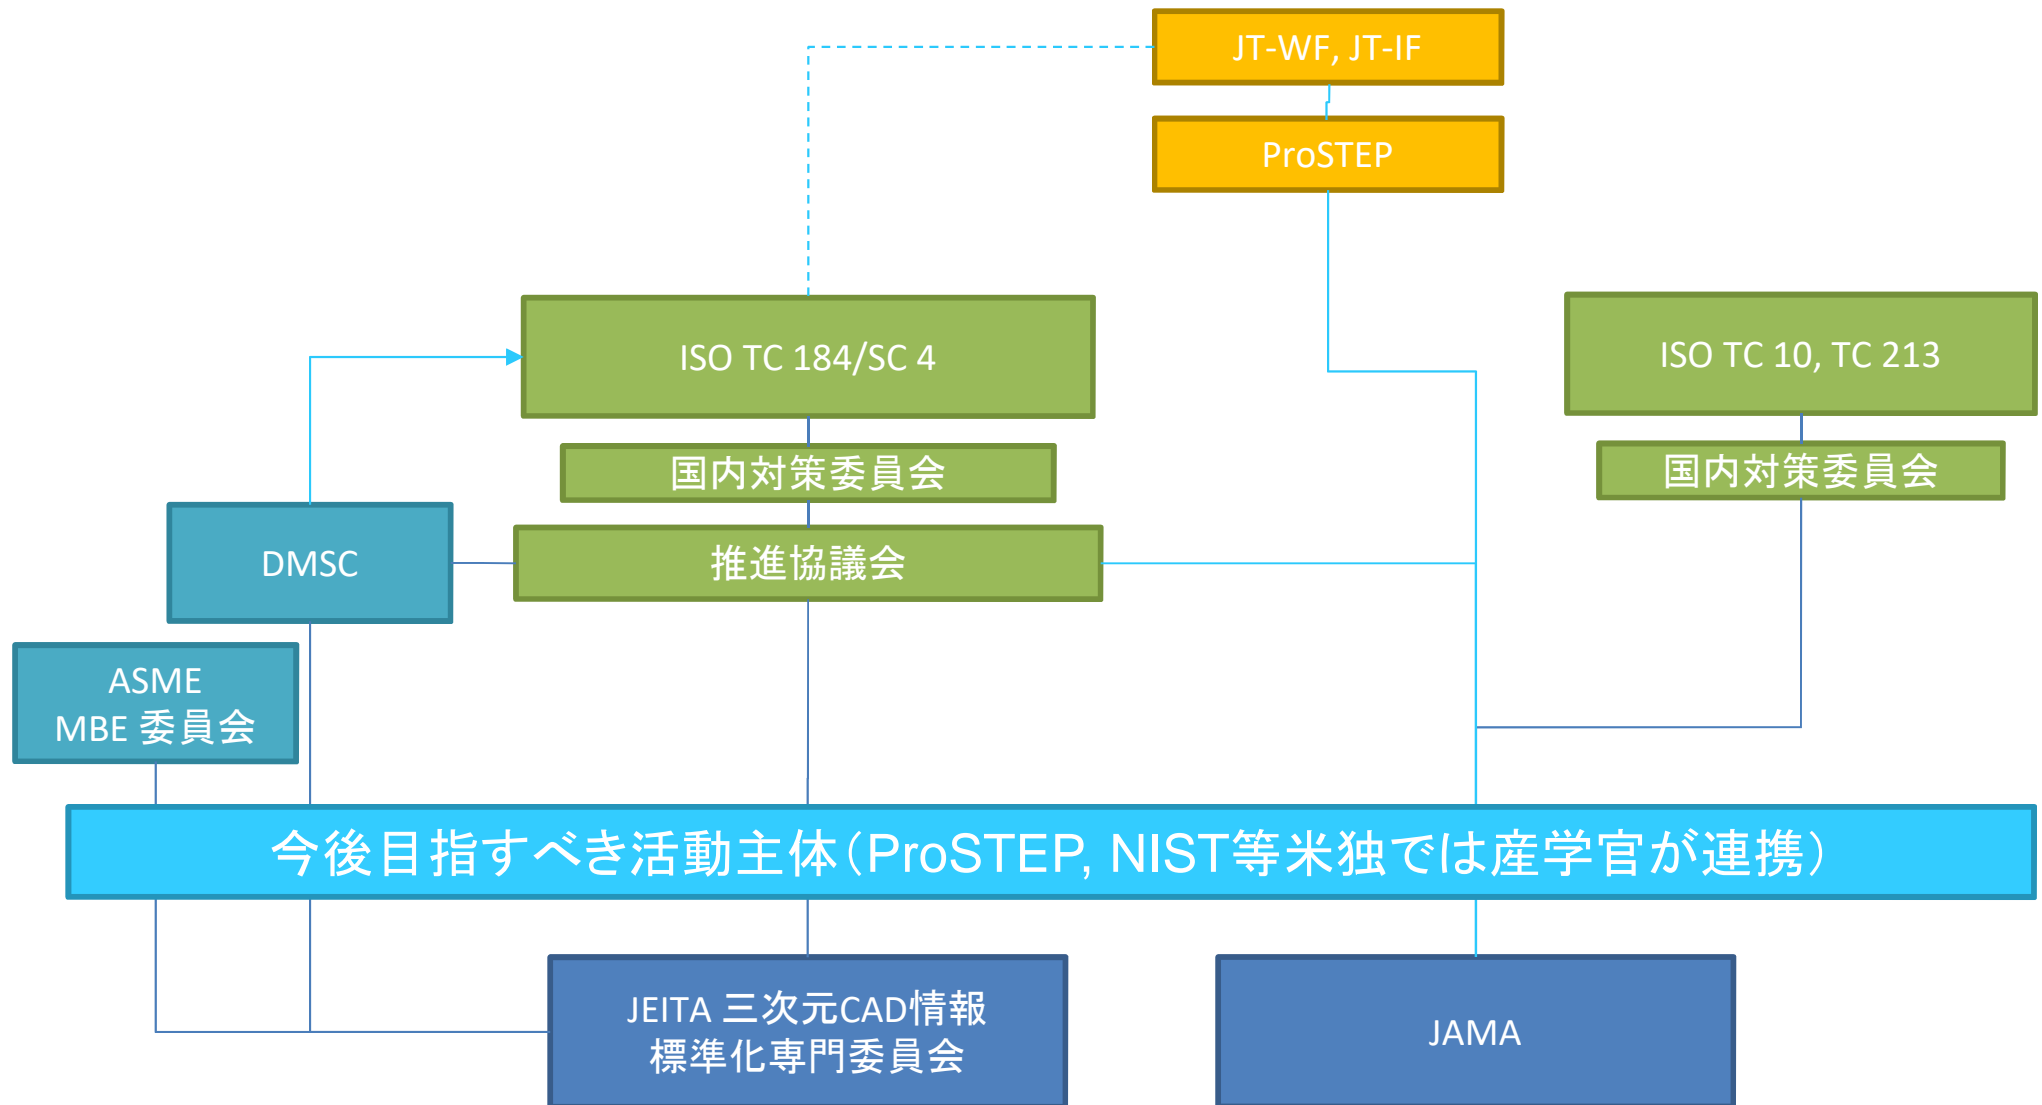 JT-WF, JT-IF
ProSTEP
ISO TC 184/SC 4
ISO TC 10, TC 213
国内対策委員会
国内対策委員会
DMSC
推進協議会
ASME
MBE 委員会
今後目指すべき活動主体（ProSTEP, NIST等米独では産学官が連携）
JEITA 三次元CAD情報
標準化専門委員会
JAMA